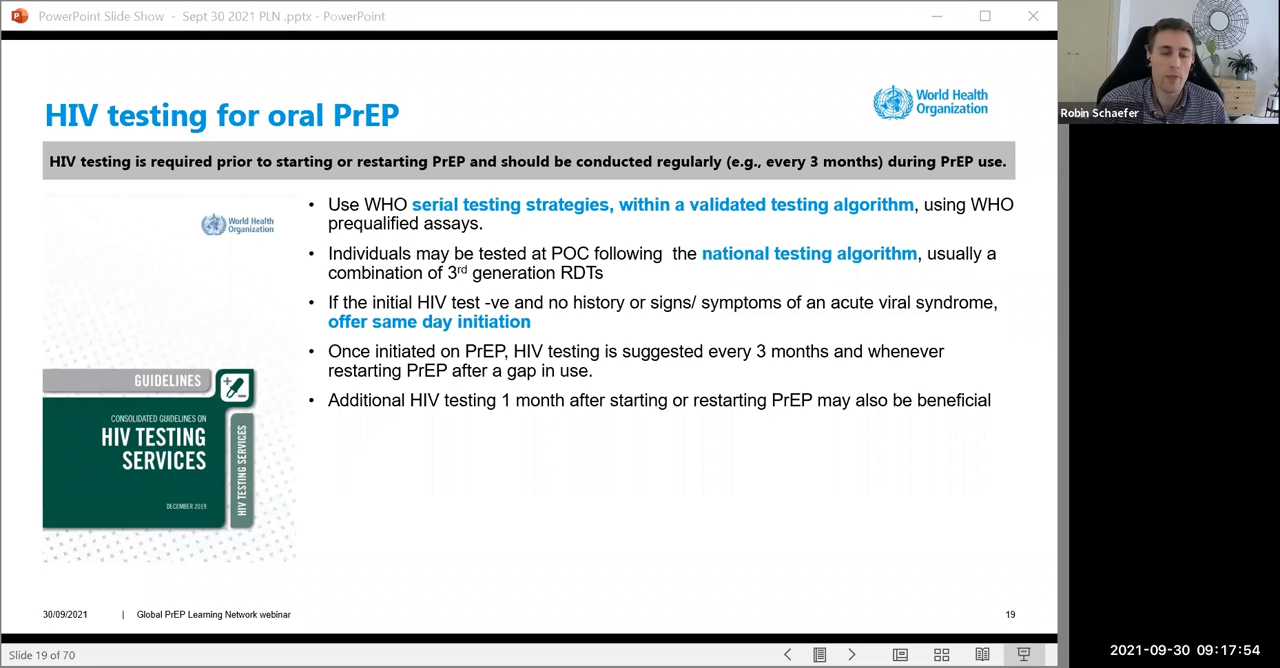 PowerPoint Slide Show - Sept 30 2021 PLN .pptx - PowerPoint
HIV testing for oral PrEP
World Health
Organization
HIV testing is required prior to starting or restarting PrEP and should be conducted regularly (e.g., every 3 months) during PrEP use.
World Health
Organization
GUIDELINES
CONSOLIDATED GUIDELINES ON
HIV TESTING
SERVICES
DECEMBER 2019
HIV TESTING SERVICES
• Use WHO serial testing strategies, within a validated testing algorithm, using WHO
prequalified assays.
• Individuals may be tested at POC following the national testing algorithm, usually a
combination of 3rd generation RDTs
• If the initial HIV test -ve and no history or signs/ symptoms of an acute viral syndrome,
offer same day initiation
• Once initiated on PrEP, HIV testing is suggested every 3 months and whenever
restarting PrEP after a gap in use.
• Additional HIV testing 1 month after starting or restarting PrEP may also be beneficial
30/09/2021 | Global PrEP Learning Network webinar 19
Slide 19 of 70
Robin Schaefer
2021-09-30 09:17:54